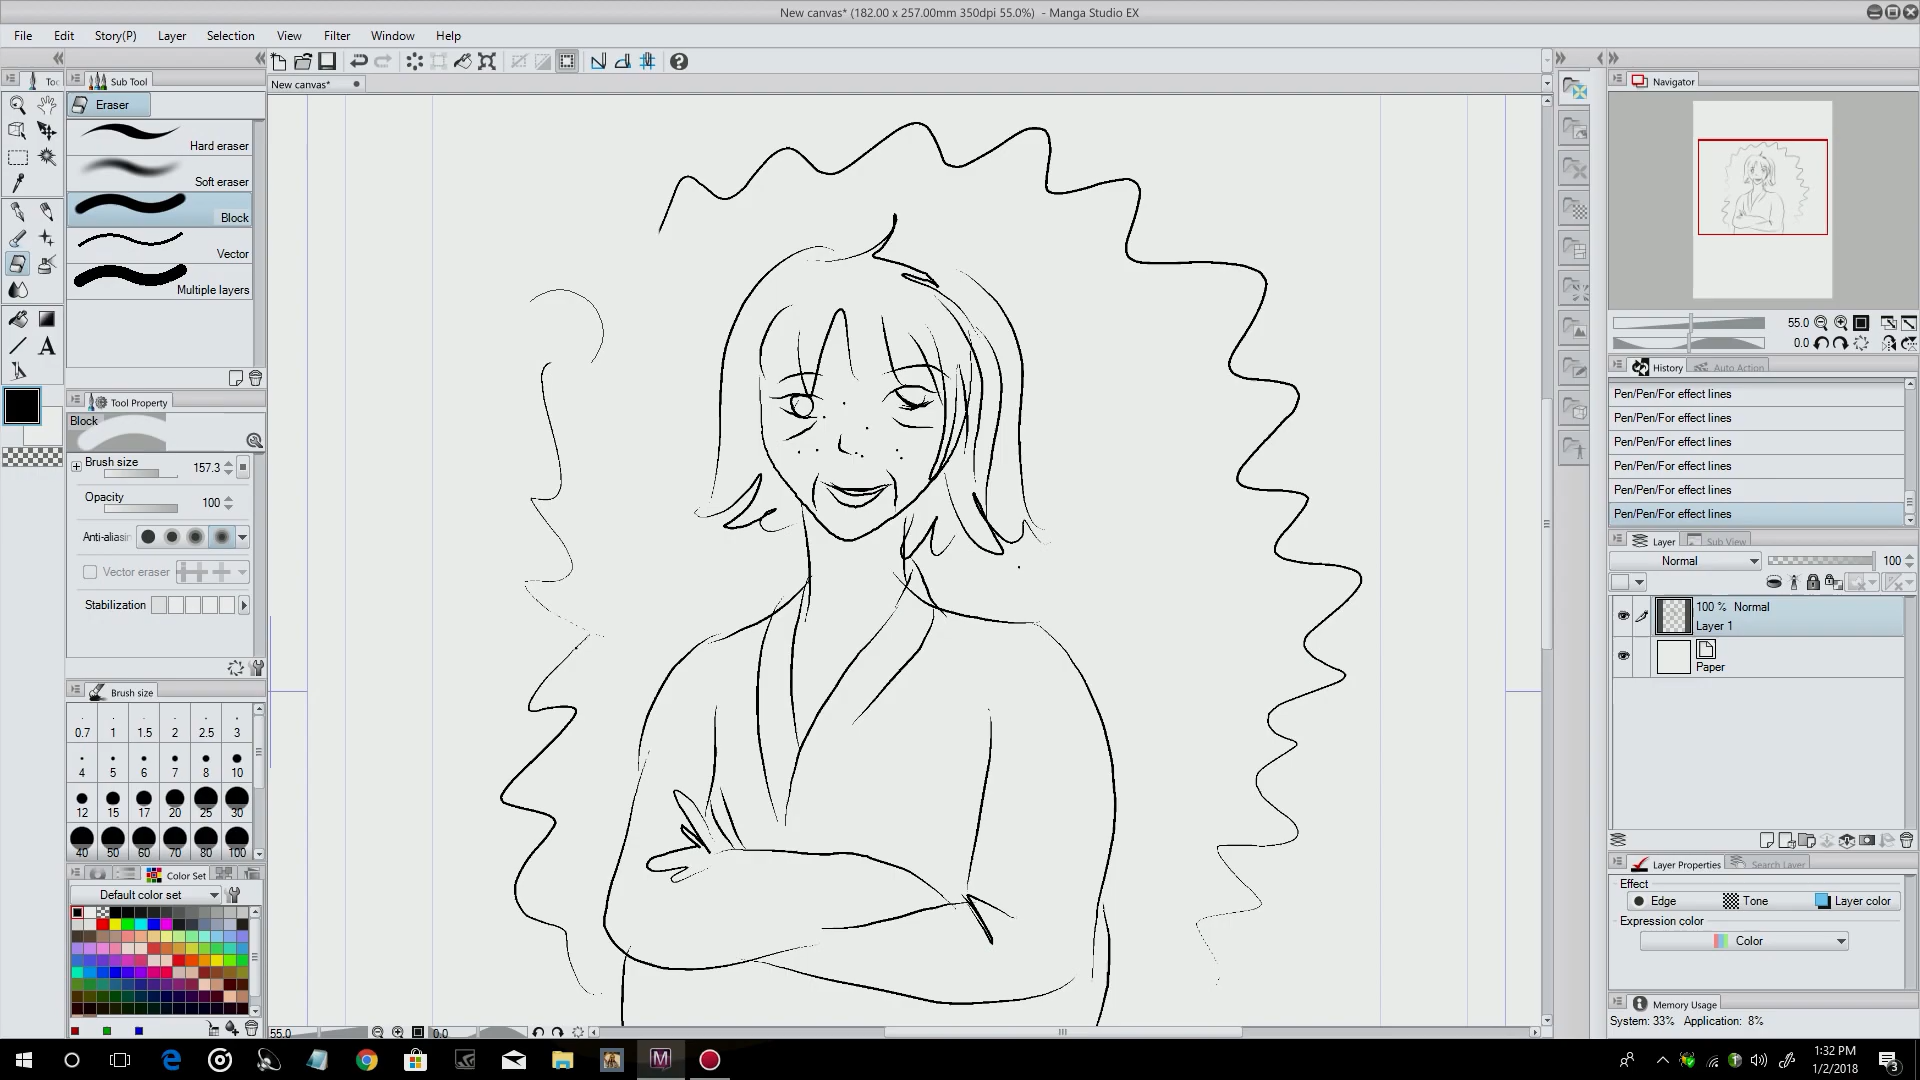 New canvas* (182.00 x 257.00mm 350dpi 55.0%) - Manga Studio EX
File Edit Story(P) Layer Selection View Filter Window Help
Sub Tool
Navigator
New canvas*
Eraser
Hard eraser
Soft eraser
Block
Vector
Multiple layers
Tool Property
Block
Brush size 157.3
Opacity 100
Vector eraser
Stabilization
Brush size
0.7 1 1.5 2 2.5 3
4 5 6 7 8 10
12 15 17 20 25 30
40 50 60 70 80 100
Color Set
Default color set
55.0 0.0
55.0
0.0
History Auto Action
Pen/Pen/For effect lines
Pen/Pen/For effect lines
Pen/Pen/For effect lines
Pen/Pen/For effect lines
Pen/Pen/For effect lines
Pen/Pen/For effect lines
Layer Sub View
Normal 100
100 % Normal
Layer 1
Paper
Layer Properties Search Layer
Effect
Edge Tone Layer color
Expression color
Color
Memory Usage
System: 33% Application: 8%
1:32 PM
1/2/2018
3